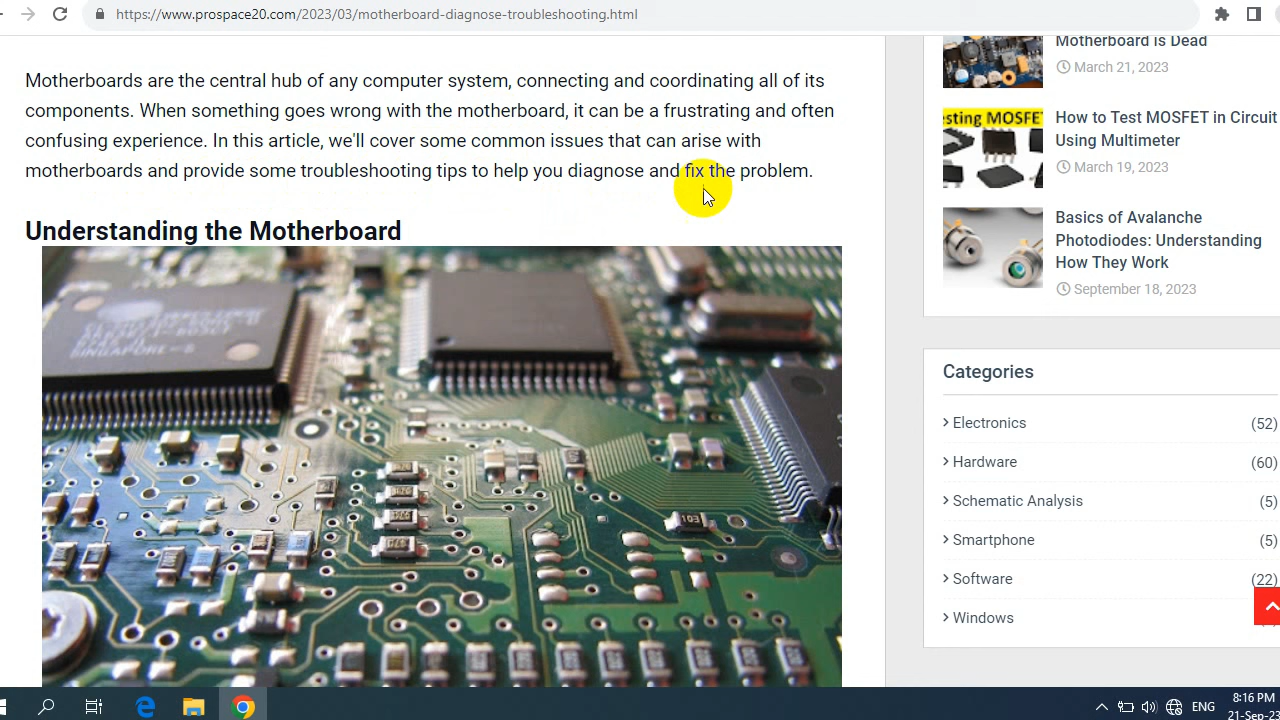 https://www.prospace20.com/2023/03/motherboard-diagnose-troubleshooting.html
Motherboards are the central hub of any computer system, connecting and coordinating all of its
components. When something goes wrong with the motherboard, it can be a frustrating and often
confusing experience. In this article, we'll cover some common issues that can arise with
motherboards and provide some troubleshooting tips to help you diagnose and fix the problem.
Understanding the Motherboard
SINGAPORE
103
Motherboard is Dead
March 21, 2023
esting MOSFET
How to Test MOSFET in Circuit
Using Multimeter
March 19, 2023
Basics of Avalanche
Photodiodes: Understanding
How They Work
September 18, 2023
Categories
Electronics (52)
Hardware (60)
Schematic Analysis (5)
Smartphone (5)
Software (22)
Windows
ENG
8:16 PM
21-Sep-23